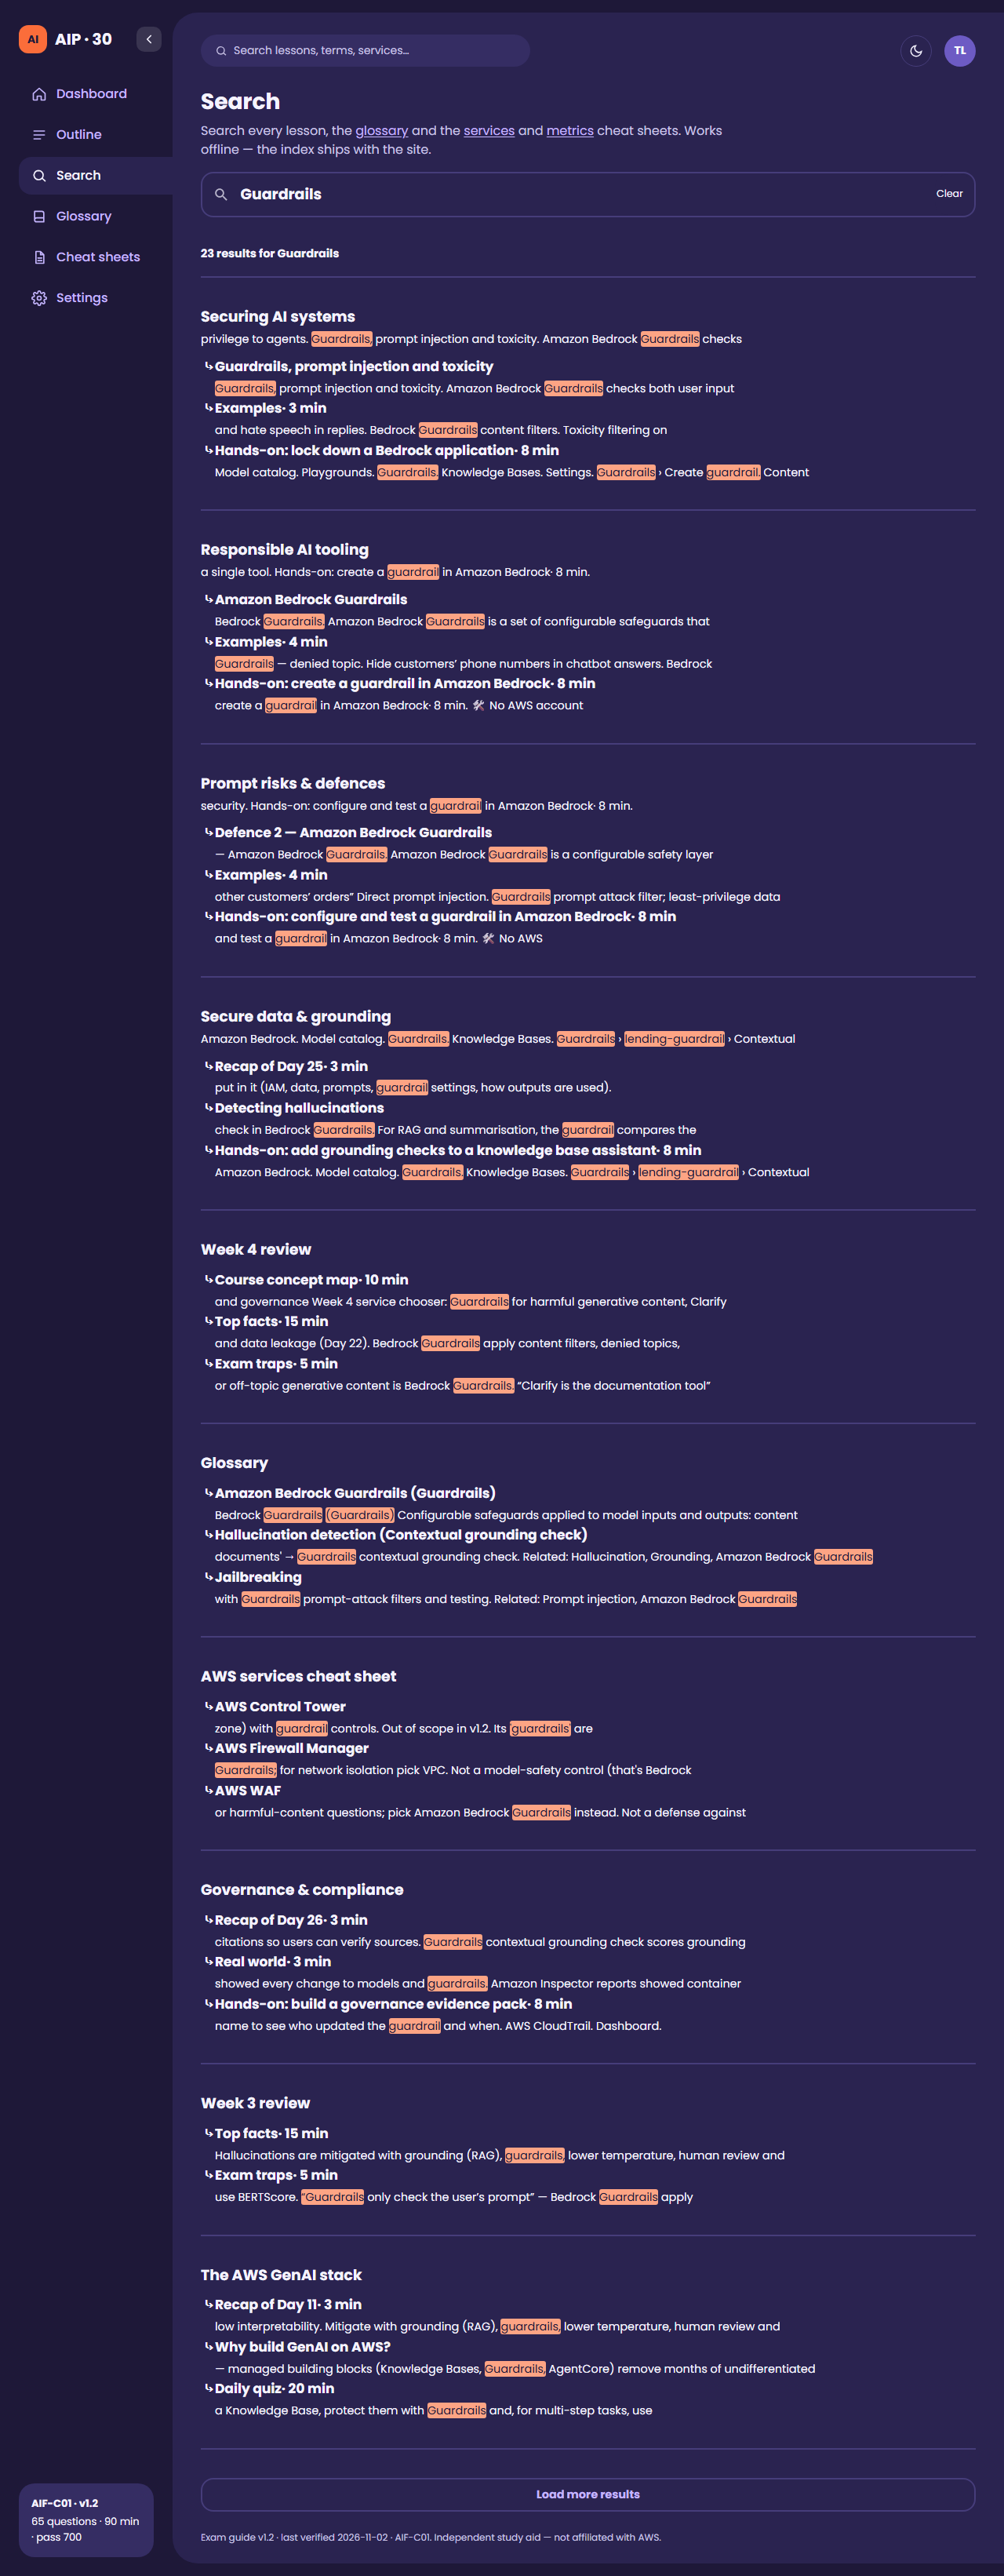 AI AIP · 30
Dashboard
Outline
Search
Glossary
Cheat sheets
Settings
AIF-C01 · v1.2
65 questions · 90 min
· pass 700
Search lessons, terms, services…
TL
Search
Search every lesson, the glossary and the services and metrics cheat sheets. Works
offline — the index ships with the site.
Guardrails
Clear
23 results for Guardrails
Securing AI systems
privilege to agents. Guardrails, prompt injection and toxicity. Amazon Bedrock Guardrails checks
Guardrails, prompt injection and toxicity
Guardrails, prompt injection and toxicity. Amazon Bedrock Guardrails checks both user input
Examples· 3 min
and hate speech in replies. Bedrock Guardrails content filters. Toxicity filtering on
Hands-on: lock down a Bedrock application· 8 min
Model catalog. Playgrounds. Guardrails. Knowledge Bases. Settings. Guardrails › Create guardrail. Content
Responsible AI tooling
a single tool. Hands-on: create a guardrail in Amazon Bedrock· 8 min.
Amazon Bedrock Guardrails
Bedrock Guardrails. Amazon Bedrock Guardrails is a set of configurable safeguards that
Examples· 4 min
Guardrails — denied topic. Hide customers’ phone numbers in chatbot answers. Bedrock
Hands-on: create a guardrail in Amazon Bedrock· 8 min
create a guardrail in Amazon Bedrock· 8 min. 🛠 No AWS account
Prompt risks & defences
security. Hands-on: configure and test a guardrail in Amazon Bedrock· 8 min.
Defence 2 — Amazon Bedrock Guardrails
— Amazon Bedrock Guardrails. Amazon Bedrock Guardrails is a configurable safety layer
Examples· 4 min
other customers’ orders” Direct prompt injection. Guardrails prompt attack filter; least-privilege data
Hands-on: configure and test a guardrail in Amazon Bedrock· 8 min
and test a guardrail in Amazon Bedrock· 8 min. 🛠 No AWS
Secure data & grounding
Amazon Bedrock. Model catalog. Guardrails. Knowledge Bases. Guardrails › lending-guardrail › Contextual
Recap of Day 25· 3 min
put in it (IAM, data, prompts, guardrail settings, how outputs are used).
Detecting hallucinations
check in Bedrock Guardrails. For RAG and summarisation, the guardrail compares the
Hands-on: add grounding checks to a knowledge base assistant· 8 min
Amazon Bedrock. Model catalog. Guardrails. Knowledge Bases. Guardrails › lending-guardrail › Contextual
Week 4 review
Course concept map· 10 min
and governance Week 4 service chooser: Guardrails for harmful generative content, Clarify
Top facts· 15 min
and data leakage (Day 22). Bedrock Guardrails apply content filters, denied topics,
Exam traps· 5 min
or off-topic generative content is Bedrock Guardrails. “Clarify is the documentation tool”
Glossary
Amazon Bedrock Guardrails (Guardrails)
Bedrock Guardrails (Guardrails) Configurable safeguards applied to model inputs and outputs: content
Hallucination detection (Contextual grounding check)
documents' → Guardrails contextual grounding check. Related: Hallucination, Grounding, Amazon Bedrock Guardrails
Jailbreaking
with Guardrails prompt-attack filters and testing. Related: Prompt injection, Amazon Bedrock Guardrails
AWS services cheat sheet
AWS Control Tower
zone) with guardrail controls. Out of scope in v1.2. Its 'guardrails' are
AWS Firewall Manager
Guardrails; for network isolation pick VPC. Not a model-safety control (that's Bedrock
AWS WAF
or harmful-content questions; pick Amazon Bedrock Guardrails instead. Not a defense against
Governance & compliance
Recap of Day 26· 3 min
citations so users can verify sources. Guardrails contextual grounding check scores grounding
Real world· 3 min
showed every change to models and guardrails. Amazon Inspector reports showed container
Hands-on: build a governance evidence pack· 8 min
name to see who updated the guardrail and when. AWS CloudTrail. Dashboard.
Week 3 review
Top facts· 15 min
Hallucinations are mitigated with grounding (RAG), guardrails, lower temperature, human review and
Exam traps· 5 min
use BERTScore. “Guardrails only check the user’s prompt” — Bedrock Guardrails apply
The AWS GenAI stack
Recap of Day 11· 3 min
low interpretability. Mitigate with grounding (RAG), guardrails, lower temperature, human review and
Why build GenAI on AWS?
— managed building blocks (Knowledge Bases, Guardrails, AgentCore) remove months of undifferentiated
Daily quiz· 20 min
a Knowledge Base, protect them with Guardrails and, for multi-step tasks, use
Load more results
Exam guide v1.2 · last verified 2026-11-02 · AIF-C01. Independent study aid — not affiliated with AWS.